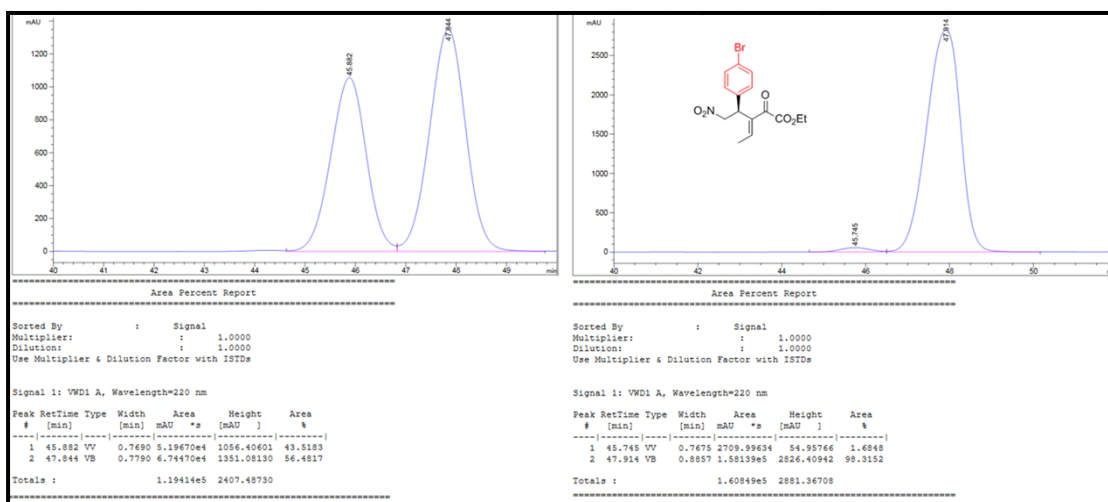 mAU
1200
1000
800
600
400
200
0
45.882
47.844
40 41 42 43 44 45 46 47 48 49 min
==============================
Area Percent Report
==============================
Sorted By : Signal
Multiplier: : 1.0000
Dilution: : 1.0000
Use Multiplier & Dilution Factor with ISTDs
Signal 1: VWD1 A, Wavelength=220 nm
Peak RetTime Type Width Area Height Area
# [min] [min] mAU *s [mAU ] %
----|-------|----|-------|----------|----------|--------|
1 45.882 VV 0.7690 5.19670e4 1056.40601 43.5183
2 47.844 VB 0.7790 6.74470e4 1351.08130 56.4817
Totals : 1.19414e5 2407.48730
==============================
mAU
2500
2000
1500
1000
500
0
45.745
47.914
Br
O2N
O
CO2Et
40 42 44 46 48 50
==============================
Area Percent Report
==============================
Sorted By : Signal
Multiplier: : 1.0000
Dilution: : 1.0000
Use Multiplier & Dilution Factor with ISTDs
Signal 1: VWD1 A, Wavelength=220 nm
Peak RetTime Type Width Area Height Area
# [min] [min] mAU *s [mAU ] %
----|-------|----|-------|----------|----------|--------|
1 45.745 VV 0.7675 2709.99634 54.95766 1.6848
2 47.914 VB 0.8857 1.58139e5 2826.40942 98.3152
Totals : 1.60849e5 2881.36708
==============================